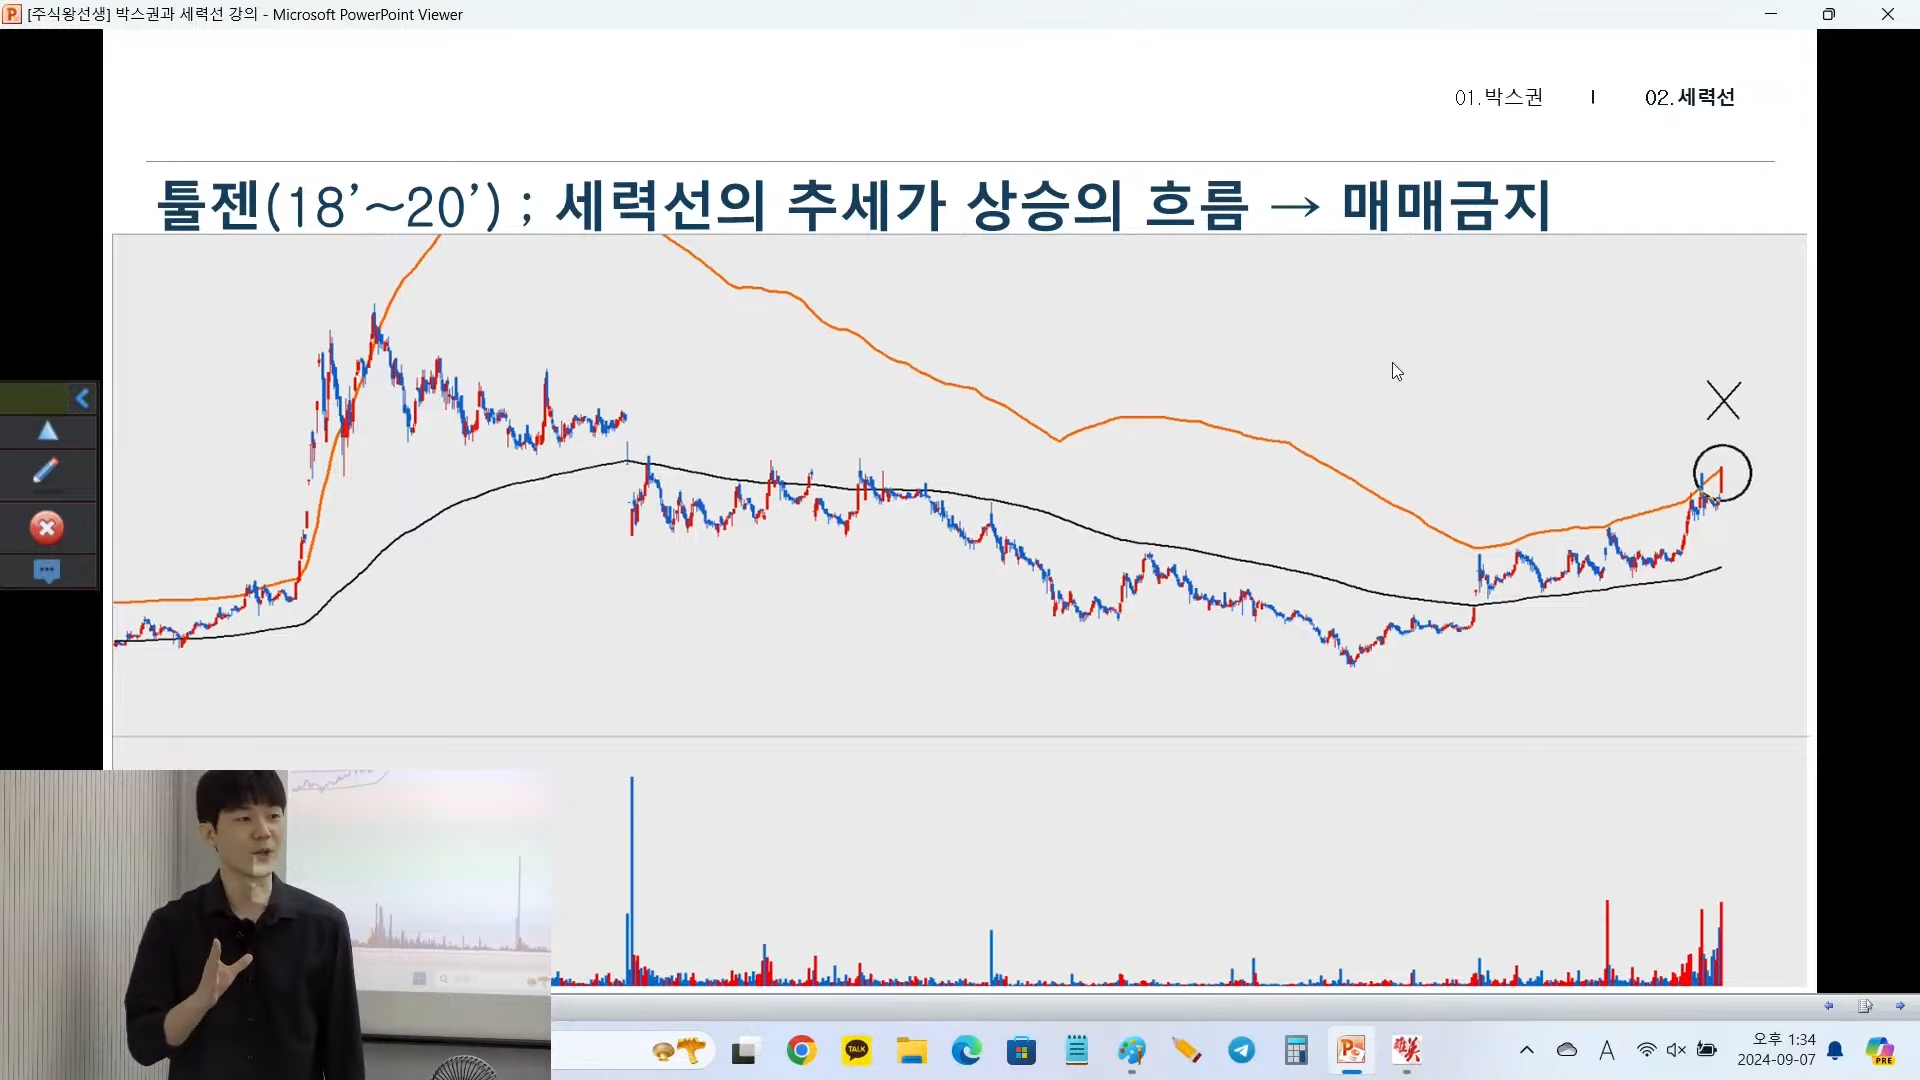 [주식왕선생] 박스권과 세력선 강의 - Microsoft PowerPoint Viewer
01.박스권 | 02.세력선
툴젠(18’~20’) ; 세력선의 추세가 상승의 흐름 → 매매금지
TALK
A
오후 1:34
2024-09-07
PRE